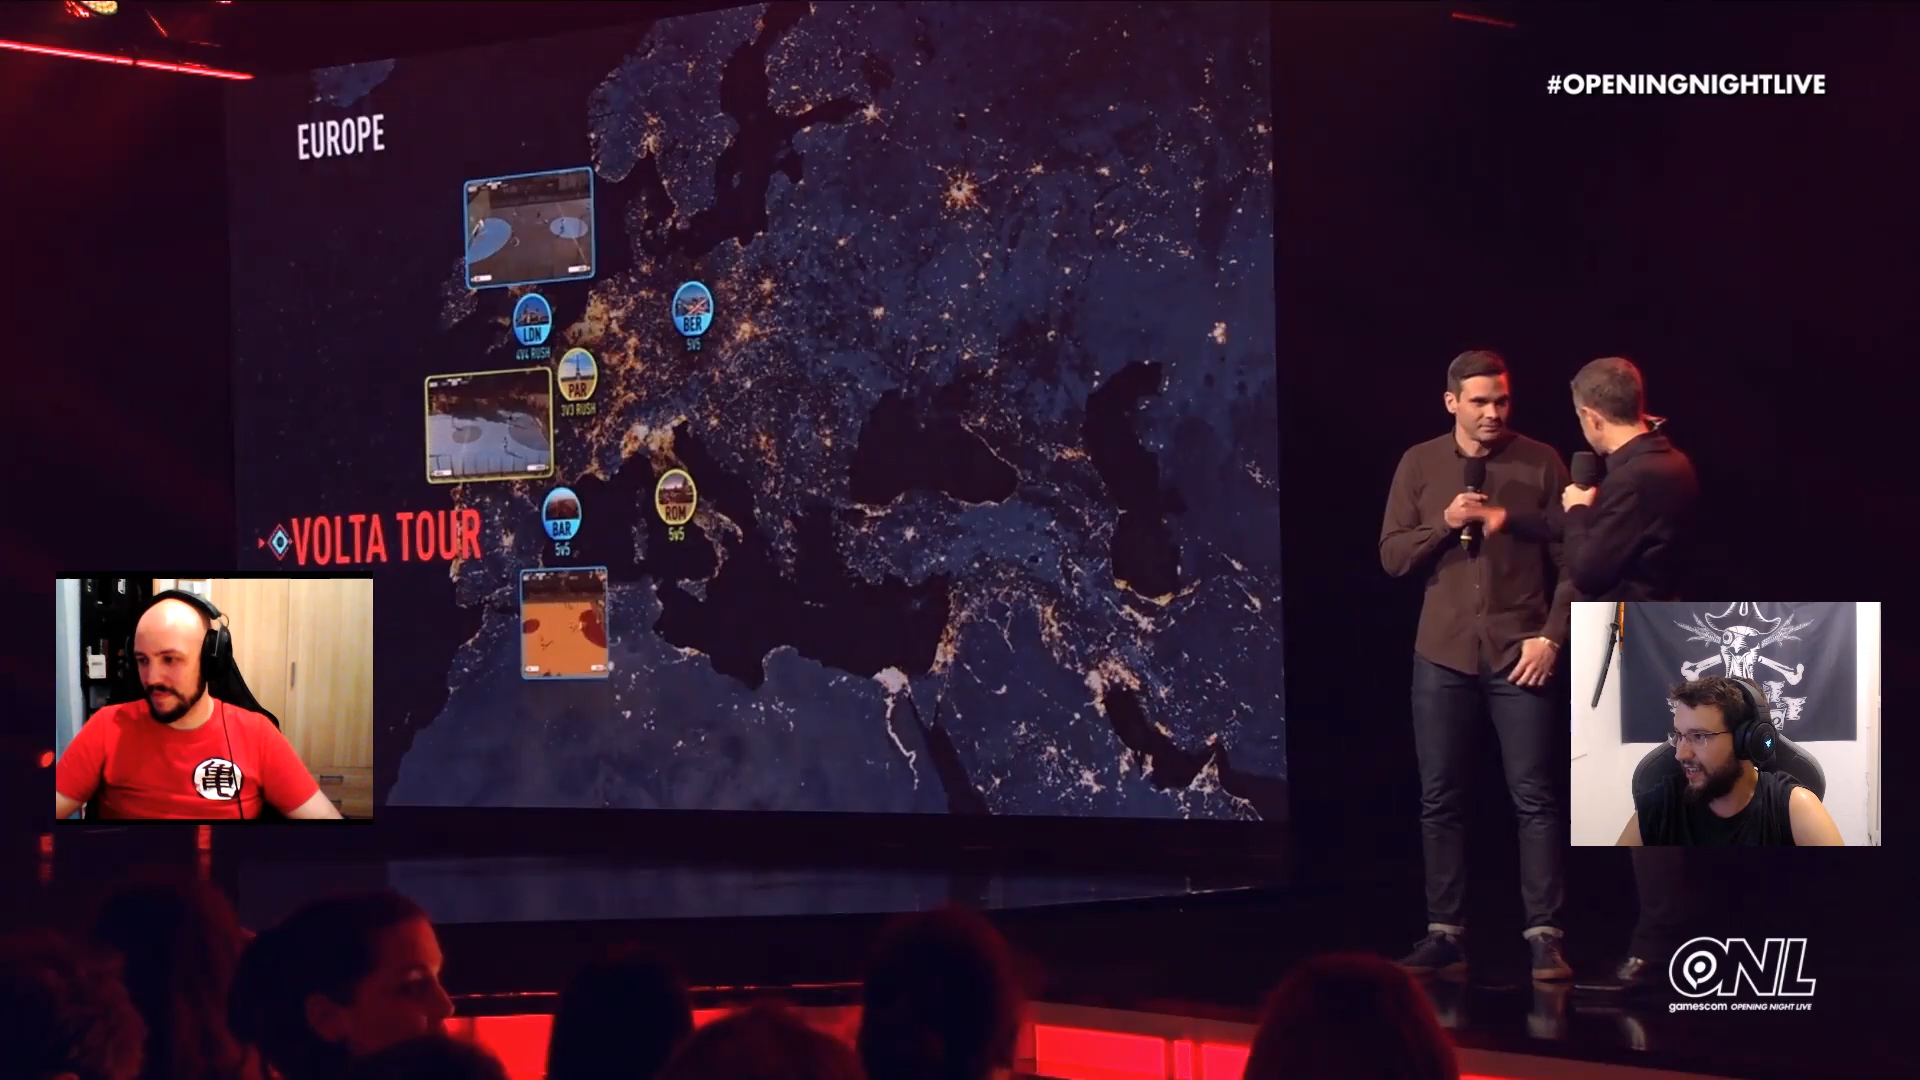 #OPENINGNIGHTLIVE
EUROPE
LDN
4V4 RUSH
BER
5V5
PAR
3V3 RUSH
VOLTA TOUR
BAR
5V5
ROM
5V5
亀
ONL
gamescom OPENING NIGHT LIVE